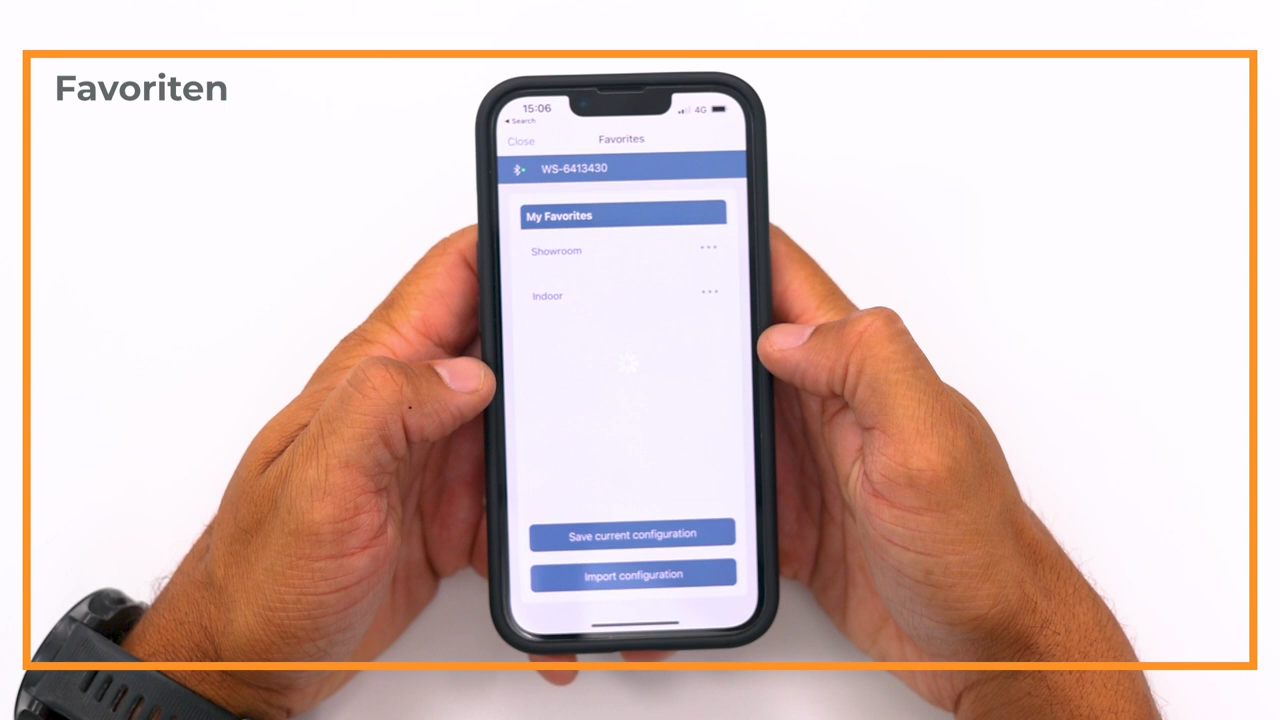 Favoriten
15:06
4G
Search
Close
Favorites
WS-6413430
My Favorites
Showroom
Indoor
Save current configuration
Import configuration